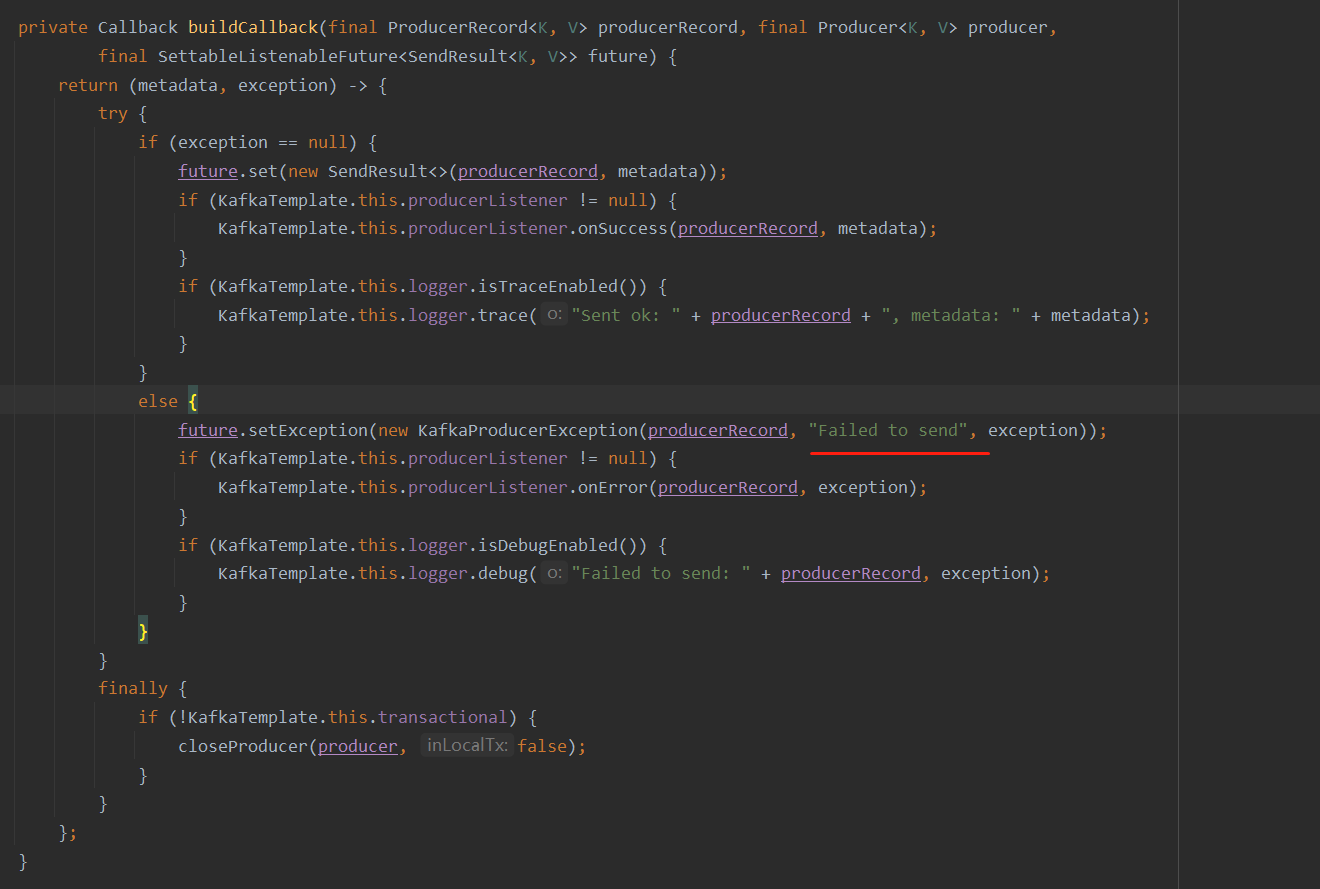 private Callback buildCallback(final ProducerRecord<K, V> producerRecord, final Producer<K, V> producer,
        final SettableListenableFuture<SendResult<K, V>> future) {
    return (metadata, exception) -> {
        try {
            if (exception == null) {
                future.set(new SendResult<>(producerRecord, metadata));
                if (KafkaTemplate.this.producerListener != null) {
                    KafkaTemplate.this.producerListener.onSuccess(producerRecord, metadata);
                }
                if (KafkaTemplate.this.logger.isTraceEnabled()) {
                    KafkaTemplate.this.logger.trace( o: "Sent ok: " + producerRecord + ", metadata: " + metadata);
                }
            }
            else {
                future.setException(new KafkaProducerException(producerRecord, "Failed to send", exception));
                if (KafkaTemplate.this.producerListener != null) {
                    KafkaTemplate.this.producerListener.onError(producerRecord, exception);
                }
                if (KafkaTemplate.this.logger.isDebugEnabled()) {
                    KafkaTemplate.this.logger.debug( o: "Failed to send: " + producerRecord, exception);
                }
            }
        }
        finally {
            if (!KafkaTemplate.this.transactional) {
                closeProducer(producer, inLocalTx: false);
            }
        }
    };
}